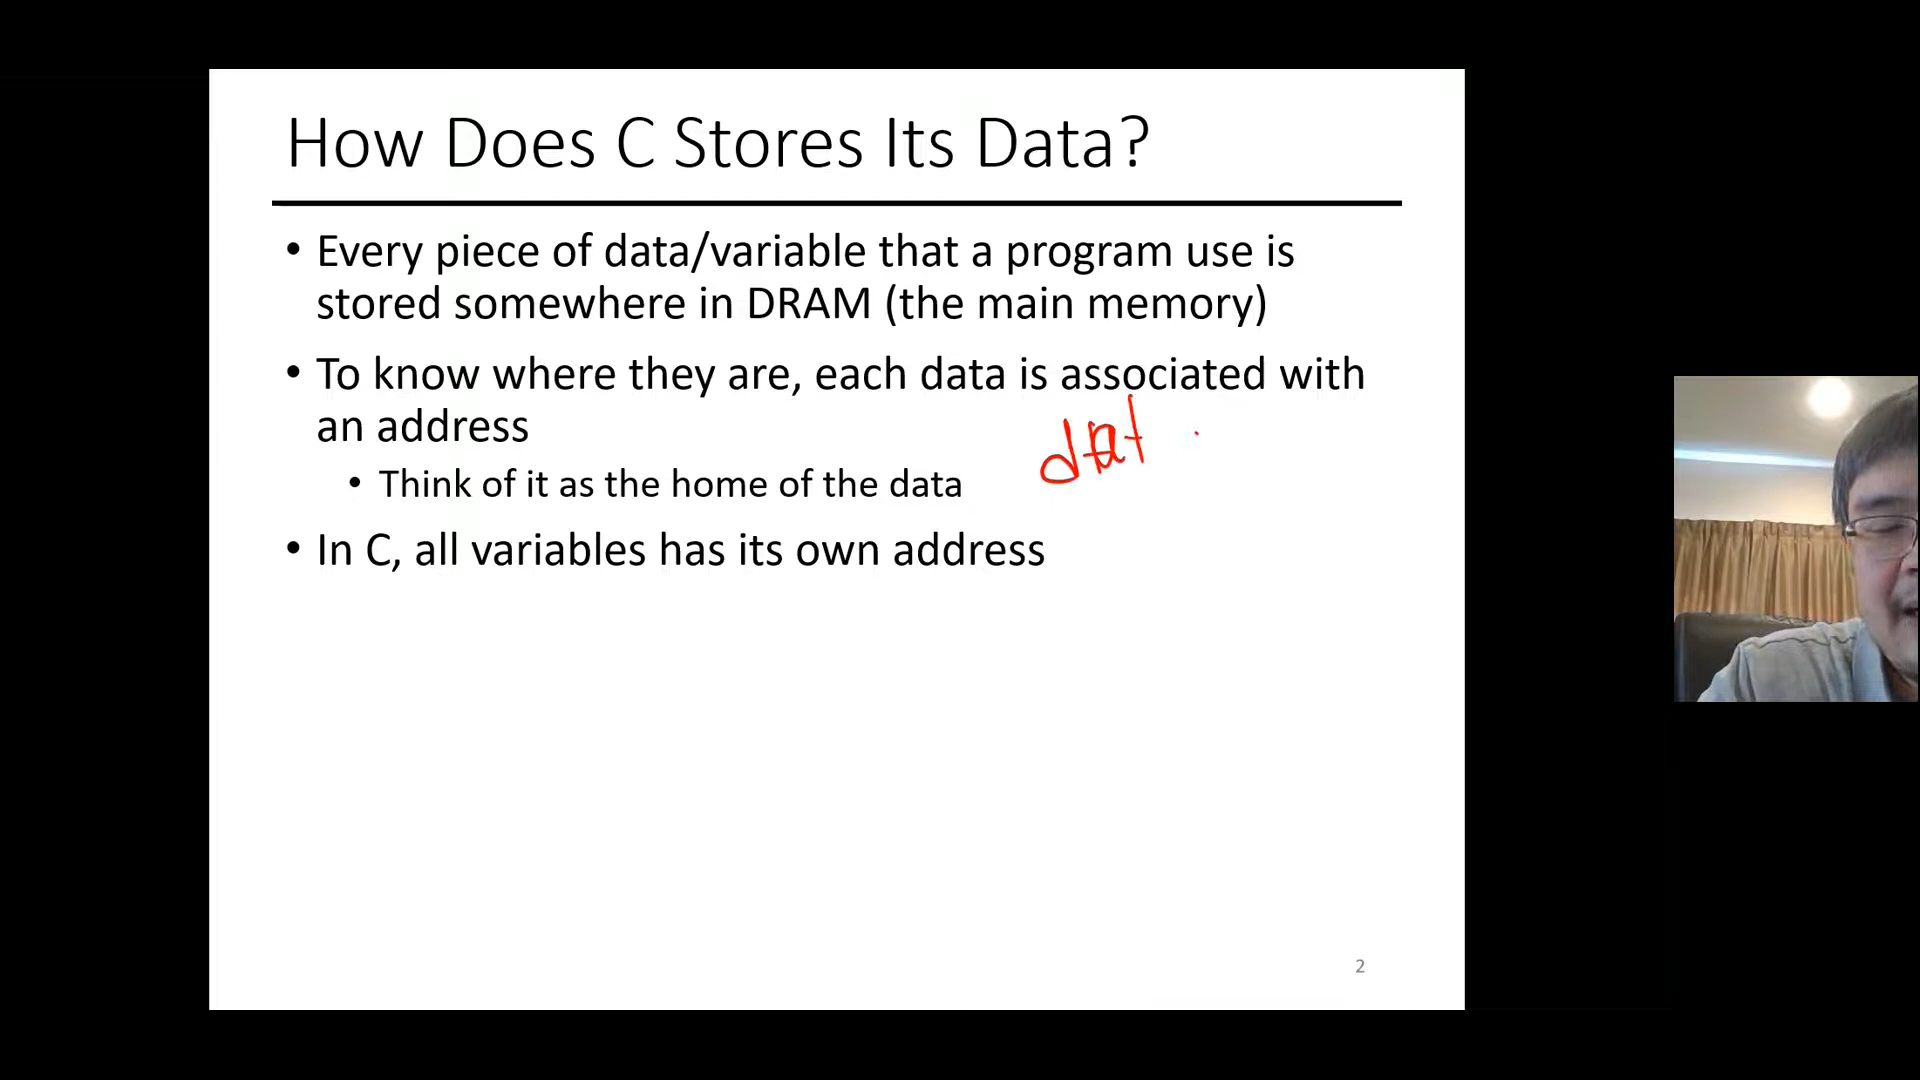 How Does C Stores Its Data?
• Every piece of data/variable that a program use is
stored somewhere in DRAM (the main memory)
• To know where they are, each data is associated with
an address
dat
• Think of it as the home of the data
• In C, all variables has its own address
2